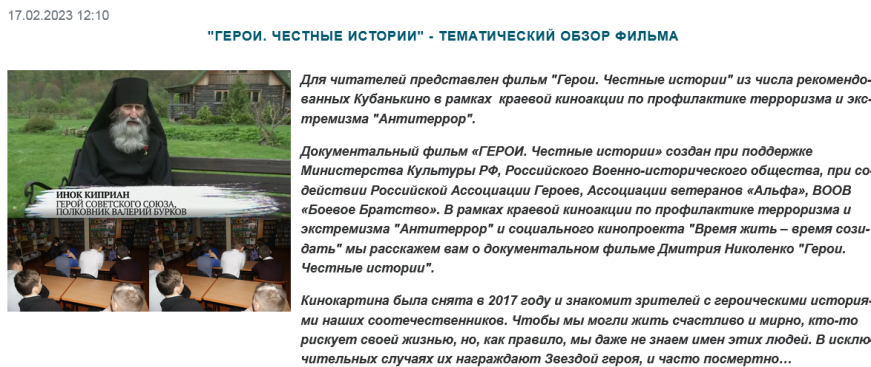 17.02.2023 12:10
"ГЕРОИ. ЧЕСТНЫЕ ИСТОРИИ" - ТЕМАТИЧЕСКИЙ ОБЗОР ФИЛЬМА
ИНОК КИПРИАН
ГЕРОЙ СОВЕТСКОГО СОЮЗА,
ПОЛКОВНИК ВАЛЕРИЙ БУРКОВ
Для читателей представлен фильм "Герои. Честные истории" из числа рекомендо-
ванных Кубанькино в рамках краевой киноакции по профилактике терроризма и экс-
тремизма "Антитеррор".
Документальный фильм «ГЕРОИ. Честные истории» создан при поддержке
Министерства Культуры РФ, Российского Военно-исторического общества, при со-
действии Российской Ассоциации Героев, Ассоциации ветеранов «Альфа», ВООВ
«Боевое Братство». В рамках краевой киноакции по профилактике терроризма и
экстремизма "Антитеррор" и социального кинопроекта "Время жить – время сози-
дать" мы расскажем вам о документальном фильме Дмитрия Николенко "Герои.
Честные истории".
Кинокартина была снята в 2017 году и знакомит зрителей с героическими история-
ми наших соотечественников. Чтобы мы могли жить счастливо и мирно, кто-то
рискует своей жизнью, но, как правило, мы даже не знаем имен этих людей. В исклю-
чительных случаях их награждают Звездой героя, и часто посмертно…